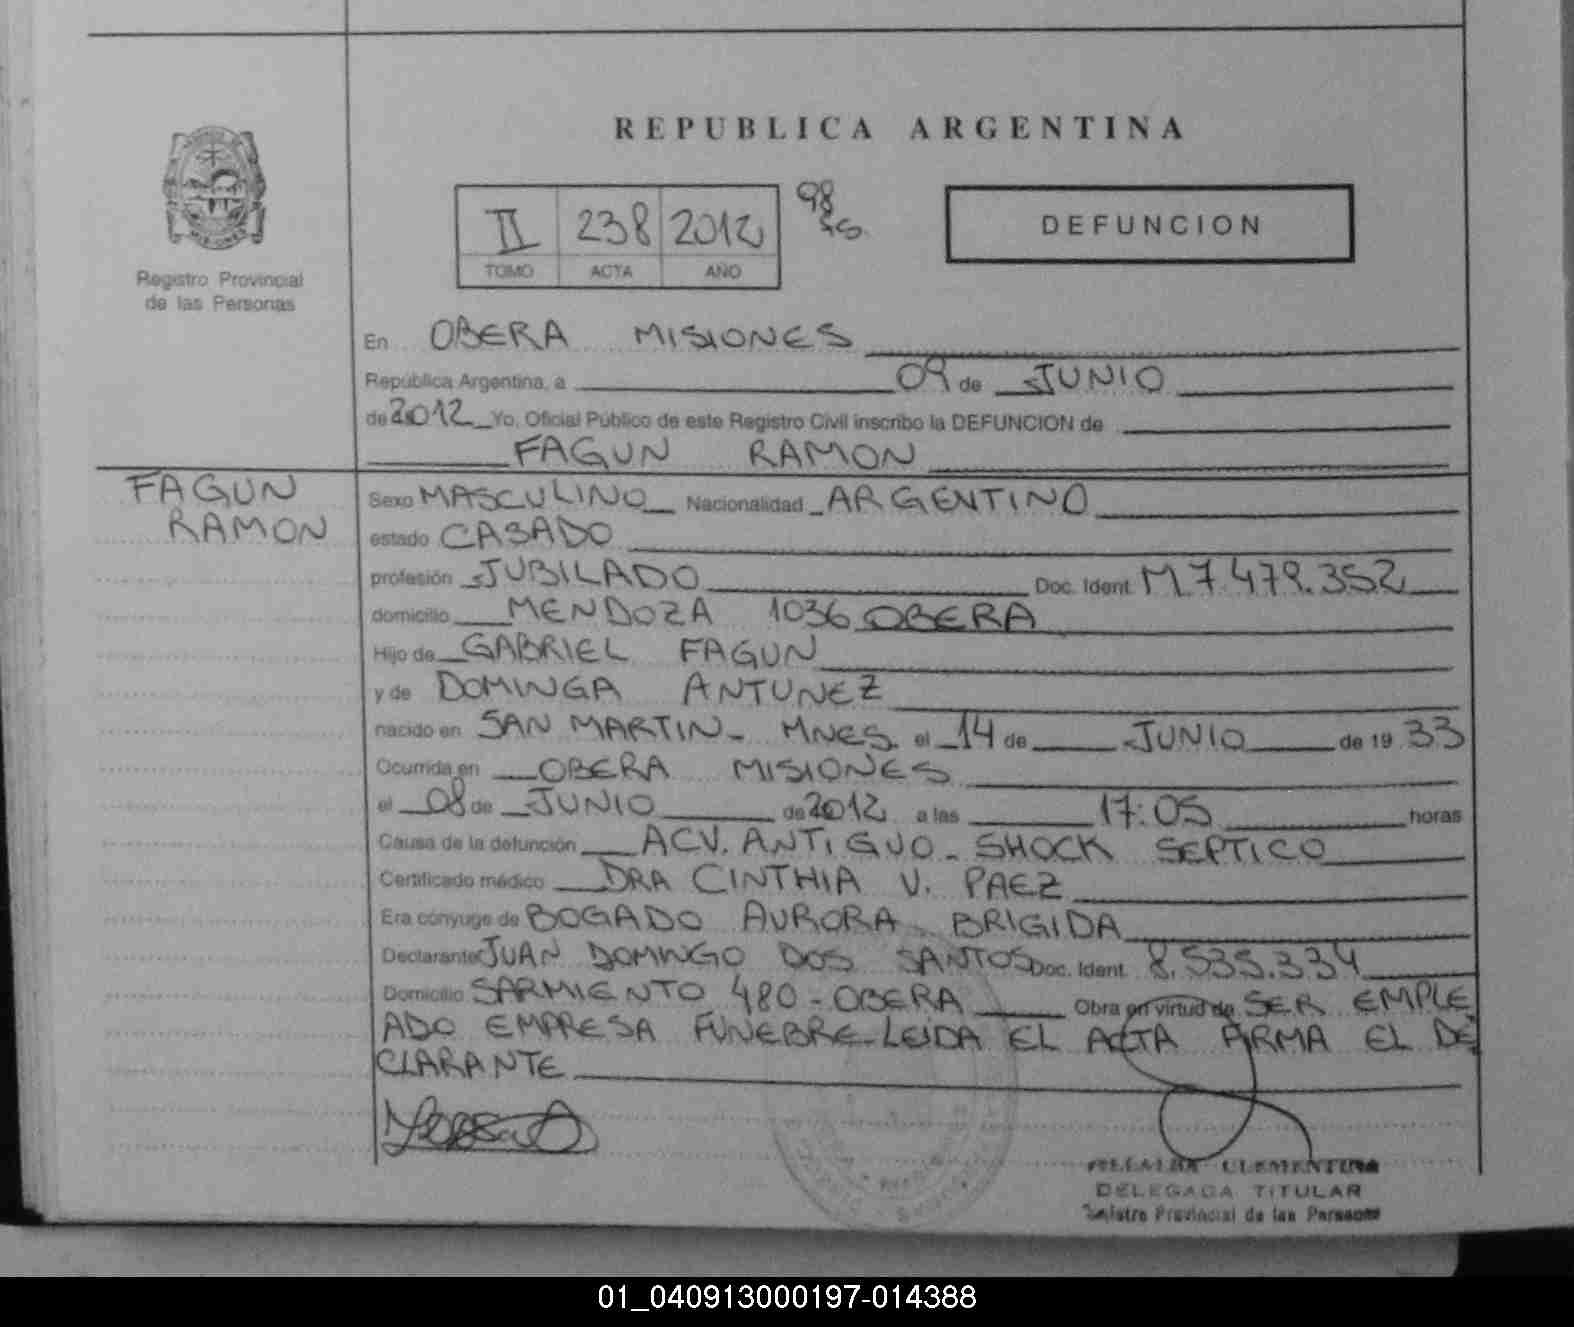 REPUBLICA ARGENTINA
Registro Provincial
de las Personas
II 238 2012 98
TOMO ACTA AÑO
DEFUNCION
En OBERA MISIONES
República Argentina, a 09 de JUNIO
de 2012 Yo, Oficial Público de este Registro Civil inscribo la DEFUNCION de
FAGUN RAMON
FAGUN
RAMON
Sexo MASCULINO Nacionalidad ARGENTINO
estado CASADO
profesión JUBILADO Doc. Ident. M7.479.352
domicilio MENDOZA 1036 OBERA
Hijo de GABRIEL FAGUN
y de DOMINGA ANTUNEZ
nacido en SAN MARTIN - MNES. el 14 de JUNIO de 19 33
Ocurrida en OBERA MISIONES
el 08 de JUNIO de 2012 a las 17:05 horas
Causa de la defunción ACV. ANTIGUO - SHOCK SEPTICO
Certificado médico DRA CINTHIA V. PAEZ
Era cónyuge de BOGADO AURORA BRIGIDA
Declarante JUAN DOMINGO DOS SANTOS Doc. Ident. 8.535.334
Domicilio SARMIENTO 480 - OBERA Obra en virtud de SER EMPLE
ADO EMPRESA FUNEBRE - LEIDA EL ACTA FIRMA EL DE
CLARANTE
CLEMENTINA
DELEGADA TITULAR
Provincial de las Personas
01_040913000197-014388